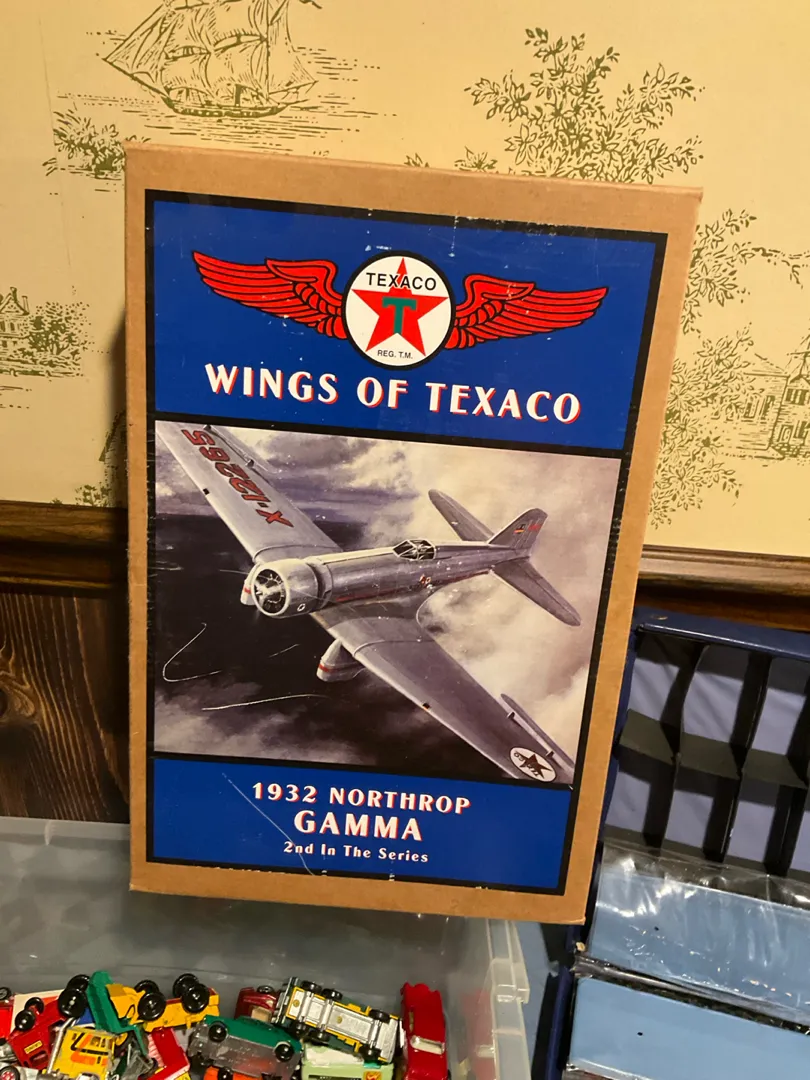 TEXACO
T
REG. T.M.
WINGS OF TEXACO
X-12265
1932 NORTHROP
GAMMA
2nd In The Series